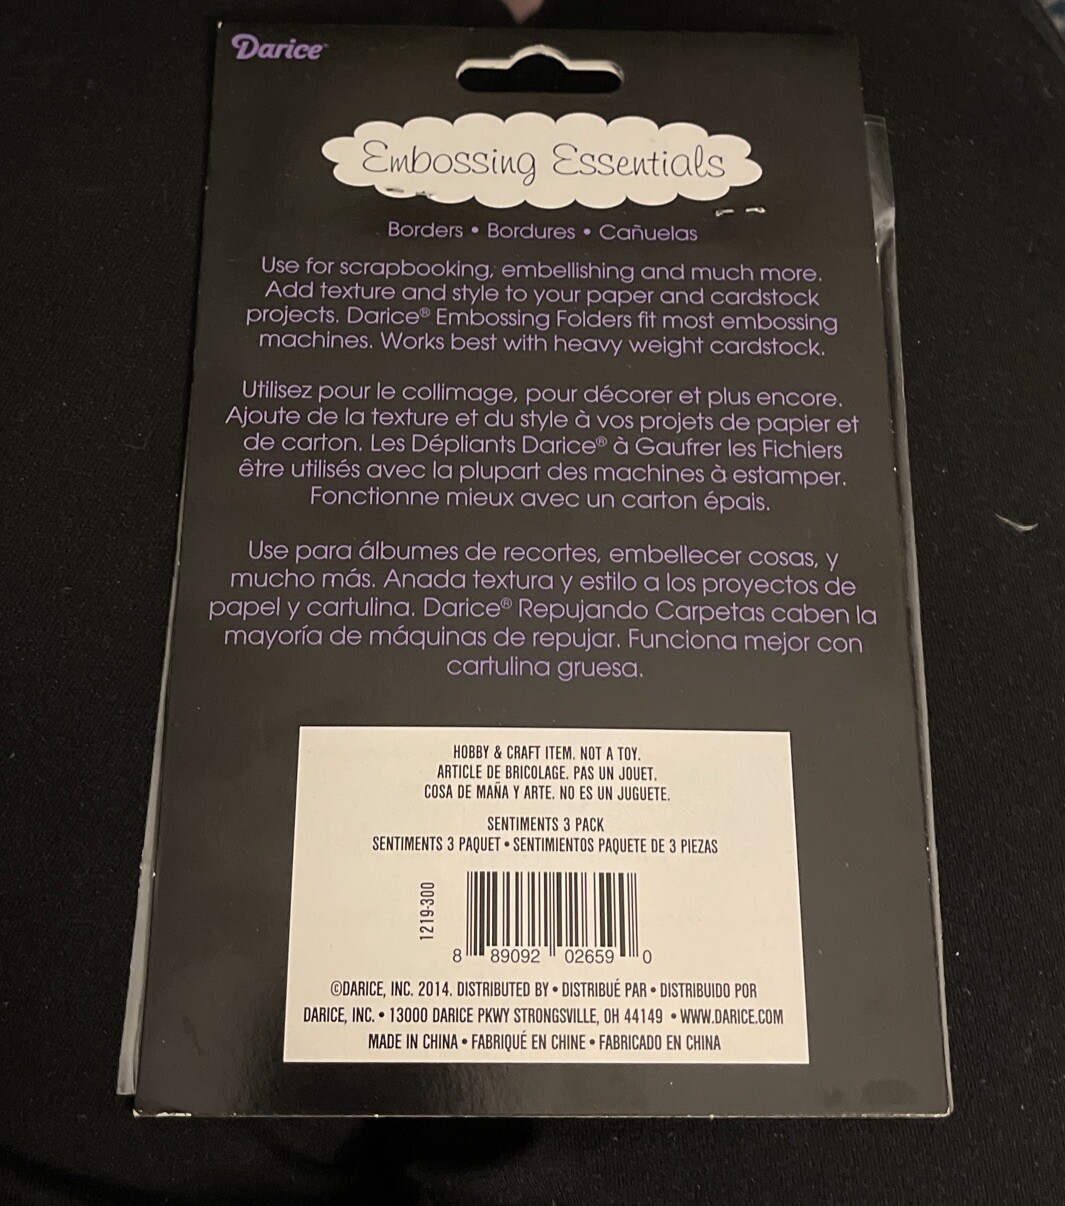 Darice
Embossing Essentials
Borders • Bordures • Cañuelas
Use for scrapbooking, embellishing and much more.
Add texture and style to your paper and cardstock
projects. Darice® Embossing Folders fit most embossing
machines. Works best with heavy weight cardstock.
Utilisez pour le collimage, pour décorer et plus encore.
Ajoute de la texture et du style à vos projets de papier et
de carton. Les Dépliants Darice® à Gaufrer les Fichiers
être utilisés avec la plupart des machines à estamper.
Fonctionne mieux avec un carton épais.
Use para álbumes de recortes, embellecer cosas, y
mucho más. Anada textura y estilo a los proyectos de
papel y cartulina. Darice® Repujando Carpetas caben la
mayoría de máquinas de repujar. Funciona mejor con
cartulina gruesa.
HOBBY & CRAFT ITEM. NOT A TOY.
ARTICLE DE BRICOLAGE. PAS UN JOUET.
COSA DE MAÑA Y ARTE. NO ES UN JUGUETE.
SENTIMENTS 3 PACK
SENTIMENTS 3 PAQUET • SENTIMIENTOS PAQUETE DE 3 PIEZAS
1219-300
8 89092 02659 0
©DARICE, INC. 2014. DISTRIBUTED BY • DISTRIBUÉ PAR • DISTRIBUIDO POR
DARICE, INC. • 13000 DARICE PKWY STRONGSVILLE, OH 44149 • WWW.DARICE.COM
MADE IN CHINA • FABRIQUÉ EN CHINE • FABRICADO EN CHINA